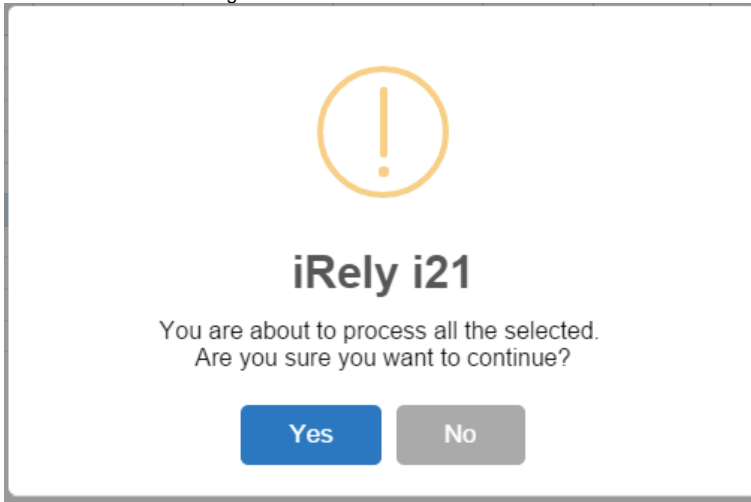 iRely i21
You are about to process all the selected.
Are you sure you want to continue?
Yes
No